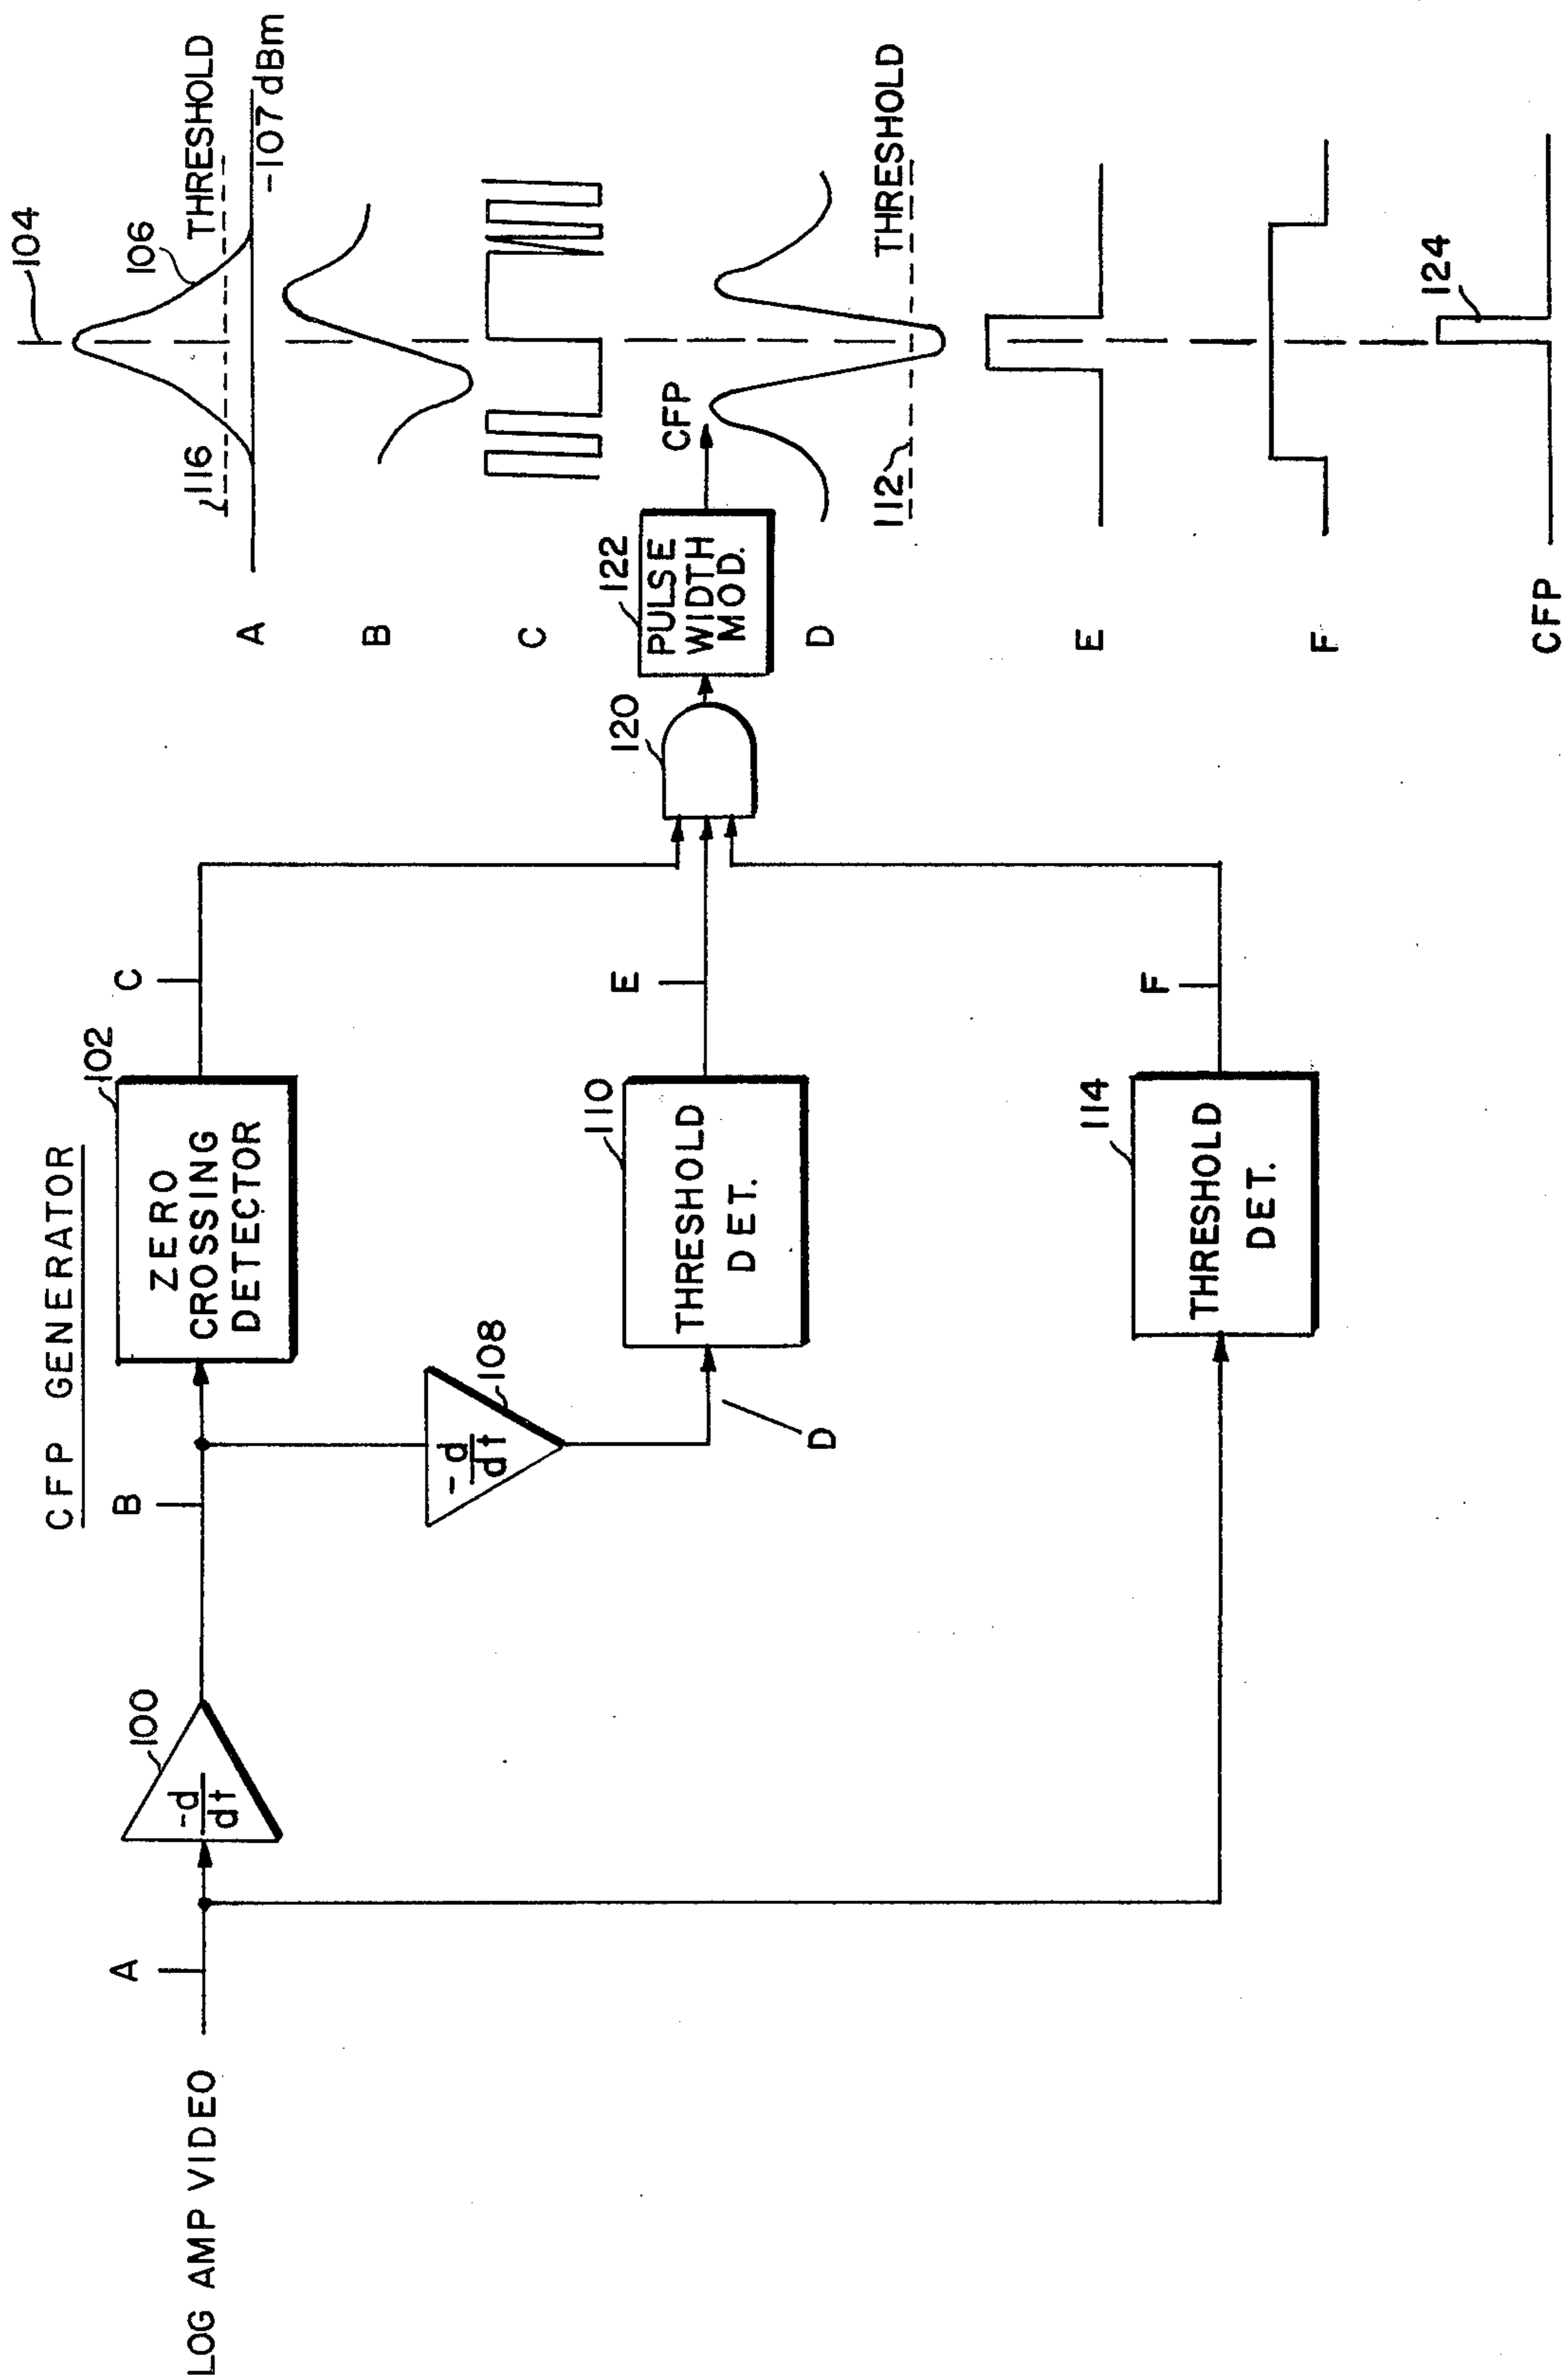 CFP GENERATOR
LOG AMP VIDEO
A
-d
dt
100
B
ZERO
CROSSING
DETECTOR
102
C
-d
dt
108
D
THRESHOLD
DET.
110
E
THRESHOLD
DET.
114
F
120
PULSE
WIDTH
MOD.
122
CFP
104
106
116
THRESHOLD
-107 dBm
A
B
C
D
112
THRESHOLD
E
F
CFP
124